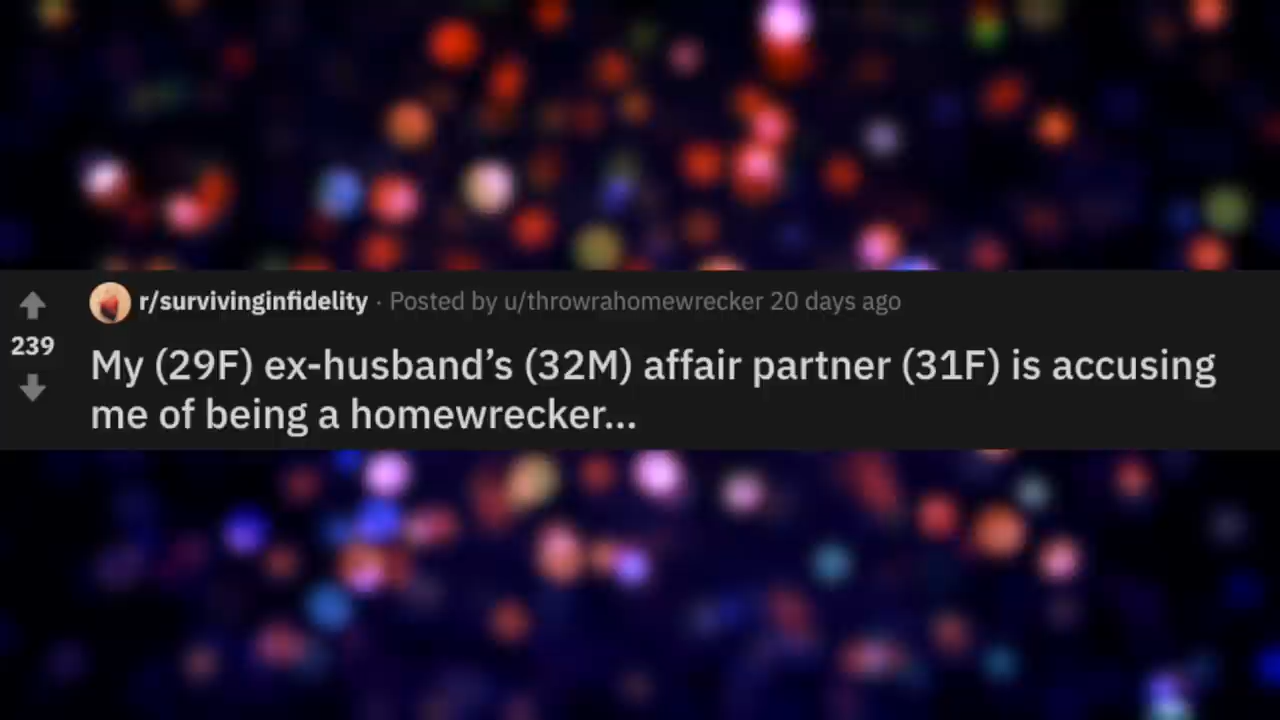 r/survivinginfidelity · Posted by u/throwrahomewrecker 20 days ago
239
My (29F) ex-husband’s (32M) affair partner (31F) is accusing
me of being a homewrecker...